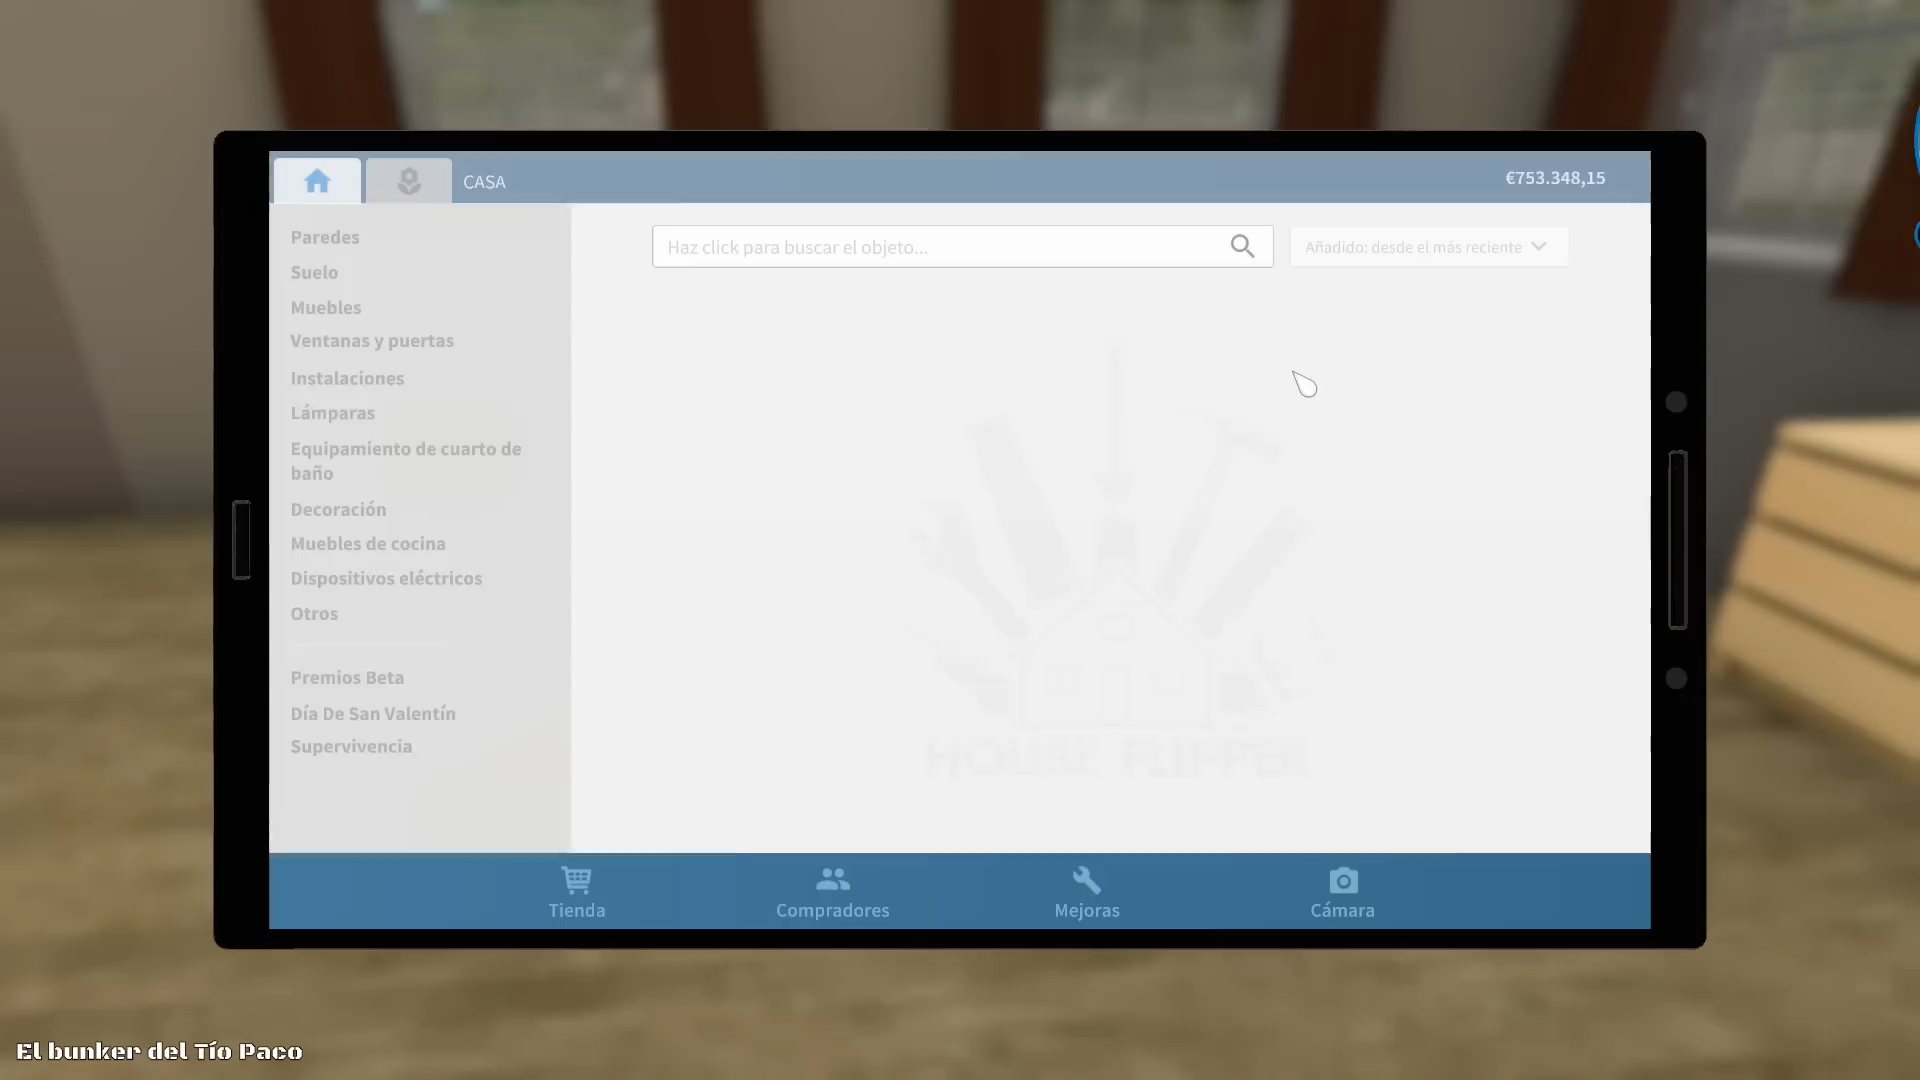 CASA
€753.348,15
Haz click para buscar el objeto...
Añadido: desde el más reciente
Paredes
Suelo
Muebles
Ventanas y puertas
Instalaciones
Lámparas
Equipamiento de cuarto de
baño
Decoración
Muebles de cocina
Dispositivos eléctricos
Otros
Premios Beta
Día De San Valentín
Supervivencia
HOUSE FLIPPER
Tienda
Compradores
Mejoras
Cámara
El bunker del Tío Paco